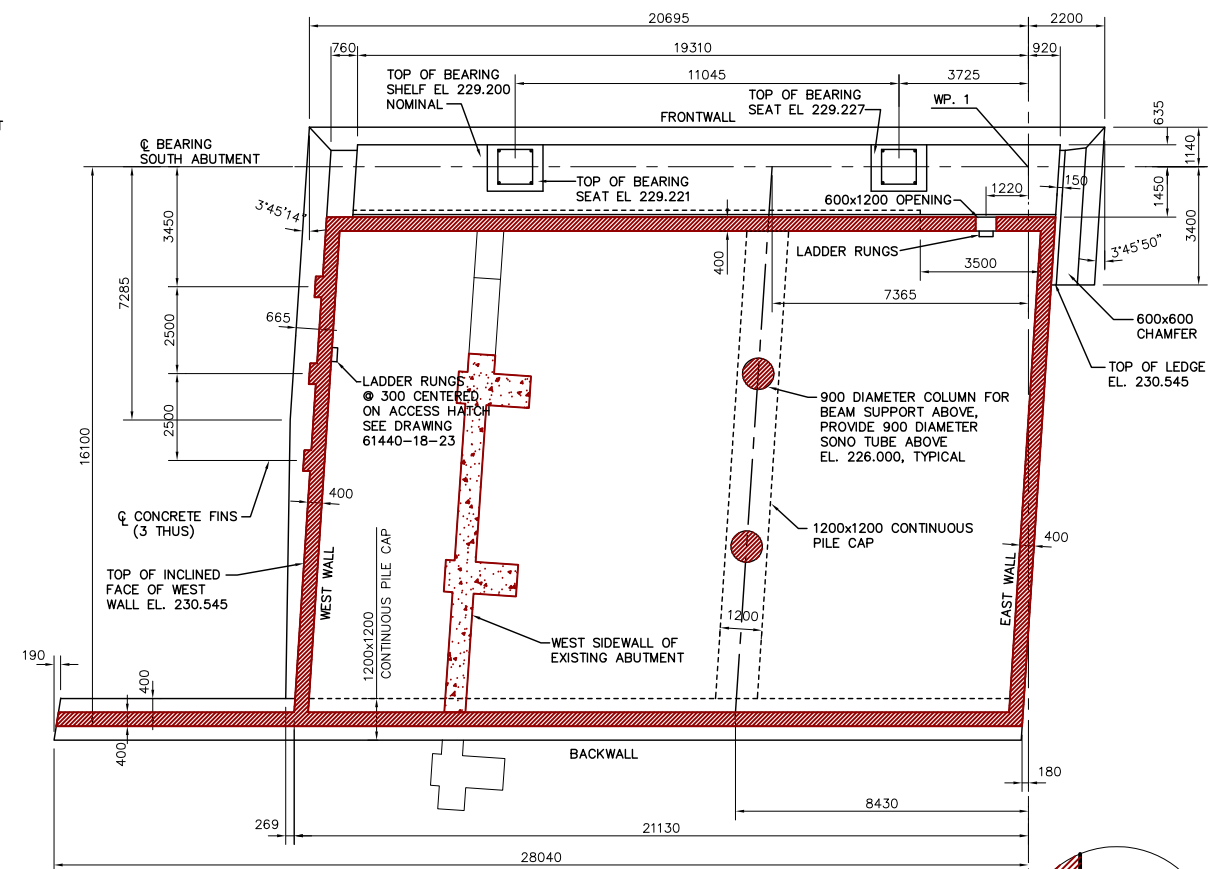 20695
2200
760
19310
920
TOP OF BEARING
SHELF EL 229.200
NOMINAL
11045
3725
TOP OF BEARING
SEAT EL 229.227
WP. 1
635
FRONTWALL
T
℄ BEARING
SOUTH ABUTMENT
1140
TOP OF BEARING
SEAT EL 229.221
150
1220
1450
600x1200 OPENING
3°45'14"
3450
3400
3°45'50"
LADDER RUNGS
400
3500
7285
7365
665
2500
600x600
CHAMFER
TOP OF LEDGE
EL. 230.545
LADDER RUNGS
@ 300 CENTERED
ON ACCESS HATCH
SEE DRAWING
61440-18-23
900 DIAMETER COLUMN FOR
BEAM SUPPORT ABOVE,
PROVIDE 900 DIAMETER
SONO TUBE ABOVE
EL. 226.000, TYPICAL
2500
16100
400
℄ CONCRETE FINS
(3 THUS)
1200x1200 CONTINUOUS
PILE CAP
400
TOP OF INCLINED
FACE OF WEST
WALL EL. 230.545
WEST WALL
1200x1200
CONTINUOUS PILE CAP
EAST WALL
1200
WEST SIDEWALL OF
EXISTING ABUTMENT
190
400
400
BACKWALL
180
8430
269
21130
28040